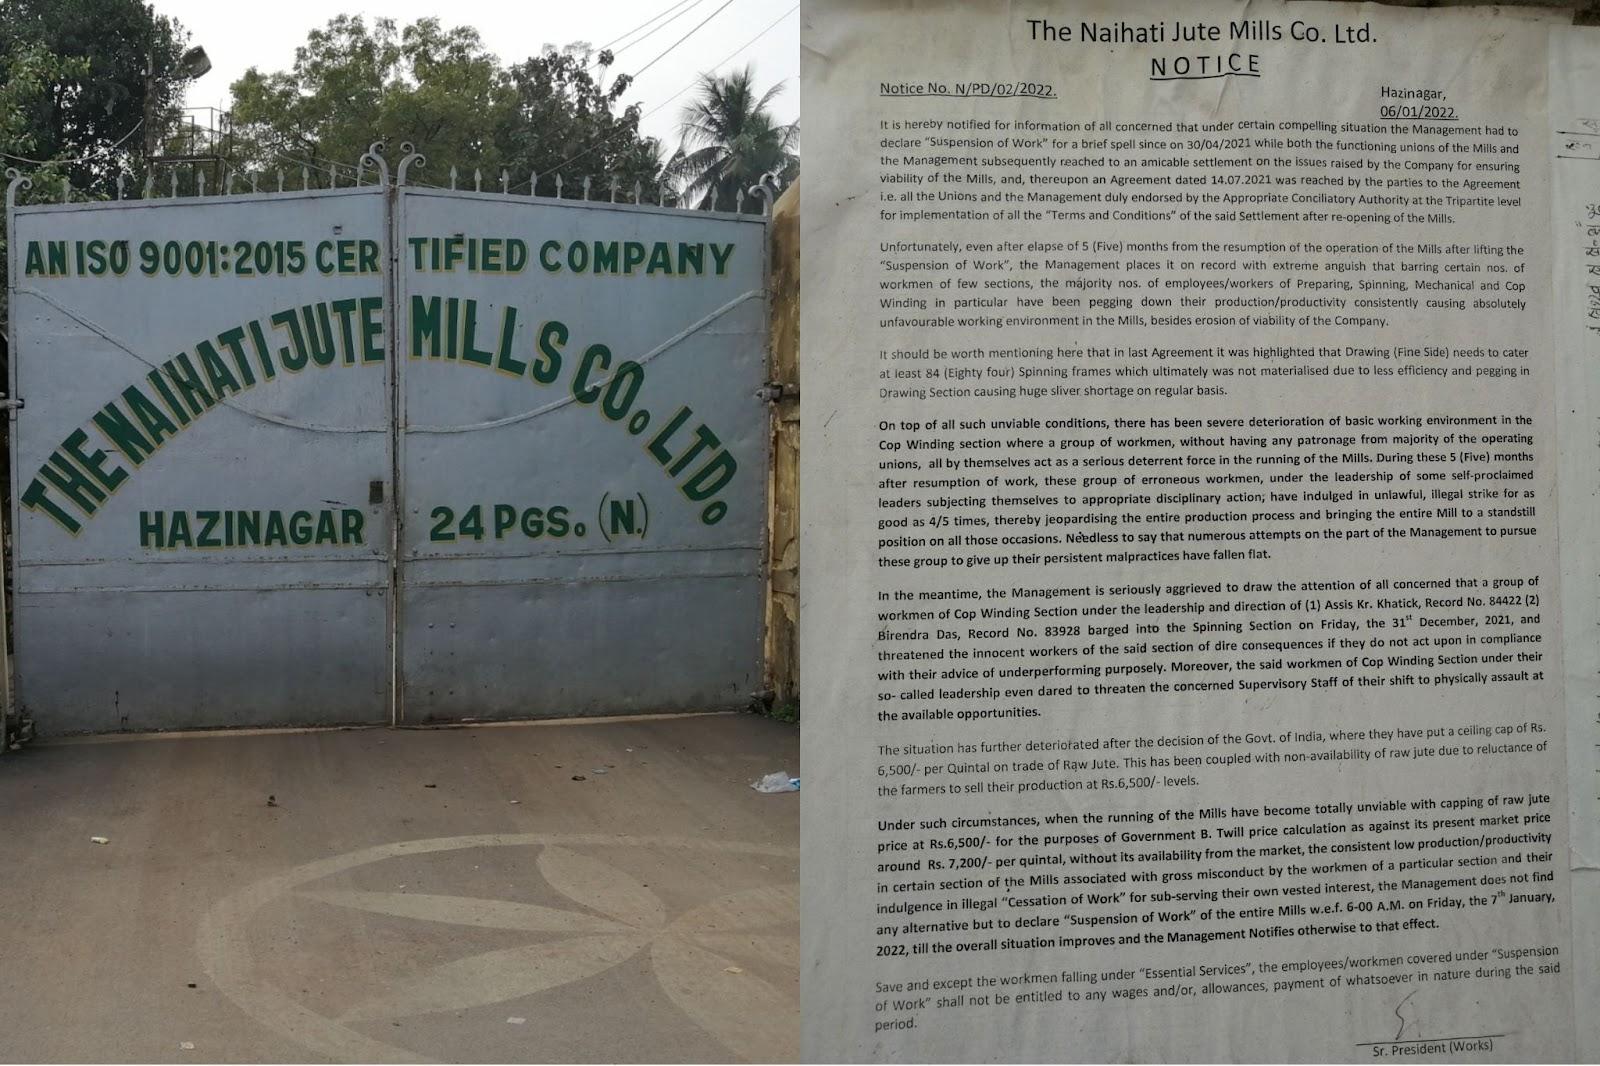 AN ISO 9001:2015 CERTIFIED COMPANY
THE NAIHATI JUTE MILLS CO. LTD.
HAZINAGAR 24 PGS. (N.)
The Naihati Jute Mills Co. Ltd.
NOTICE
Notice No. N/PD/02/2022.
Hazinagar,
06/01/2022.
It is hereby notified for information of all concerned that under certain compelling situation the Management had to
declare “Suspension of Work” for a brief spell since on 30/04/2021 while both the functioning unions of the Mills and
the Management subsequently reached to an amicable settlement on the issues raised by the Company for ensuring
viability of the Mills, and, thereupon an Agreement dated 14.07.2021 was reached by the parties to the Agreement
i.e. all the Unions and the Management duly endorsed by the Appropriate Conciliatory Authority at the Tripartite level
for implementation of all the “Terms and Conditions” of the said Settlement after re-opening of the Mills.
Unfortunately, even after elapse of 5 (Five) months from the resumption of the operation of the Mills after lifting the
“Suspension of Work”, the Management places it on record with extreme anguish that barring certain nos. of
workmen of few sections, the majority nos. of employees/workers of Preparing, Spinning, Mechanical and Cop
Winding in particular have been pegging down their production/productivity consistently causing absolutely
unfavourable working environment in the Mills, besides erosion of viability of the Company.
It should be worth mentioning here that in last Agreement it was highlighted that Drawing (Fine Side) needs to cater
at least 84 (Eighty four) Spinning frames which ultimately was not materialised due to less efficiency and pegging in
Drawing Section causing huge sliver shortage on regular basis.
On top of all such unviable conditions, there has been severe deterioration of basic working environment in the
Cop Winding section where a group of workmen, without having any patronage from majority of the operating
unions, all by themselves act as a serious deterrent force in the running of the Mills. During these 5 (Five) months
after resumption of work, these group of erroneous workmen, under the leadership of some self-proclaimed
leaders subjecting themselves to appropriate disciplinary action; have indulged in unlawful, illegal strike for as
good as 4/5 times, thereby jeopardising the entire production process and bringing the entire Mill to a standstill
position on all those occasions. Needless to say that numerous attempts on the part of the Management to pursue
these group to give up their persistent malpractices have fallen flat.
In the meantime, the Management is seriously aggrieved to draw the attention of all concerned that a group of
workmen of Cop Winding Section under the leadership and direction of (1) Assis Kr. Khatick, Record No. 84422 (2)
Birendra Das, Record No. 83928 barged into the Spinning Section on Friday, the 31st December, 2021, and
threatened the innocent workers of the said section of dire consequences if they do not act upon in compliance
with their advice of underperforming purposely. Moreover, the said workmen of Cop Winding Section under their
so- called leadership even dared to threaten the concerned Supervisory Staff of their shift to physically assault at
the available opportunities.
The situation has further deteriorated after the decision of the Govt. of India, where they have put a ceiling cap of Rs.
6,500/- per Quintal on trade of Raw Jute. This has been coupled with non-availability of raw jute due to reluctance of
the farmers to sell their production at Rs.6,500/- levels.
Under such circumstances, when the running of the Mills have become totally unviable with capping of raw jute
price at Rs.6,500/- for the purposes of Government B. Twill price calculation as against its present market price
around Rs. 7,200/- per quintal, without its availability from the market, the consistent low production/productivity
in certain section of the Mills associated with gross misconduct by the workmen of a particular section and their
indulgence in illegal “Cessation of Work” for sub-serving their own vested interest, the Management does not find
any alternative but to declare “Suspension of Work” of the entire Mills w.e.f. 6-00 A.M. on Friday, the 7th January,
2022, till the overall situation improves and the Management Notifies otherwise to that effect.
Save and except the workmen falling under “Essential Services”, the employees/workmen covered under “Suspension
of Work” shall not be entitled to any wages and/or, allowances, payment of whatsoever in nature during the said
period.
Sr. President (Works)